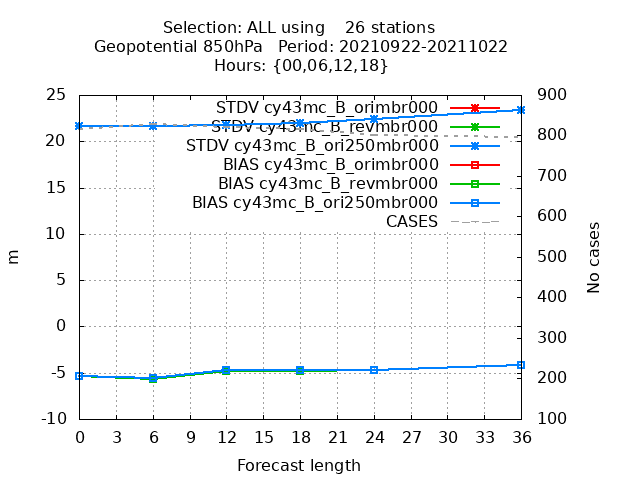 Selection: ALL using 26 stations
Geopotential 850hPa Period: 20210922-20211022
Hours: {00,06,12,18}
25
20
15
10
5
0
-5
-10
m
STDV cy43mc_B_orimbr000
STDV cy43mc_B_revmbr000
STDV cy43mc_B_ori250mbr000
BIAS cy43mc_B_orimbr000
BIAS cy43mc_B_revmbr000
BIAS cy43mc_B_ori250mbr000
CASES
900
800
700
600
500
400
300
200
100
No cases
0 3 6 9 12 15 18 21 24 27 30 33 36
Forecast length